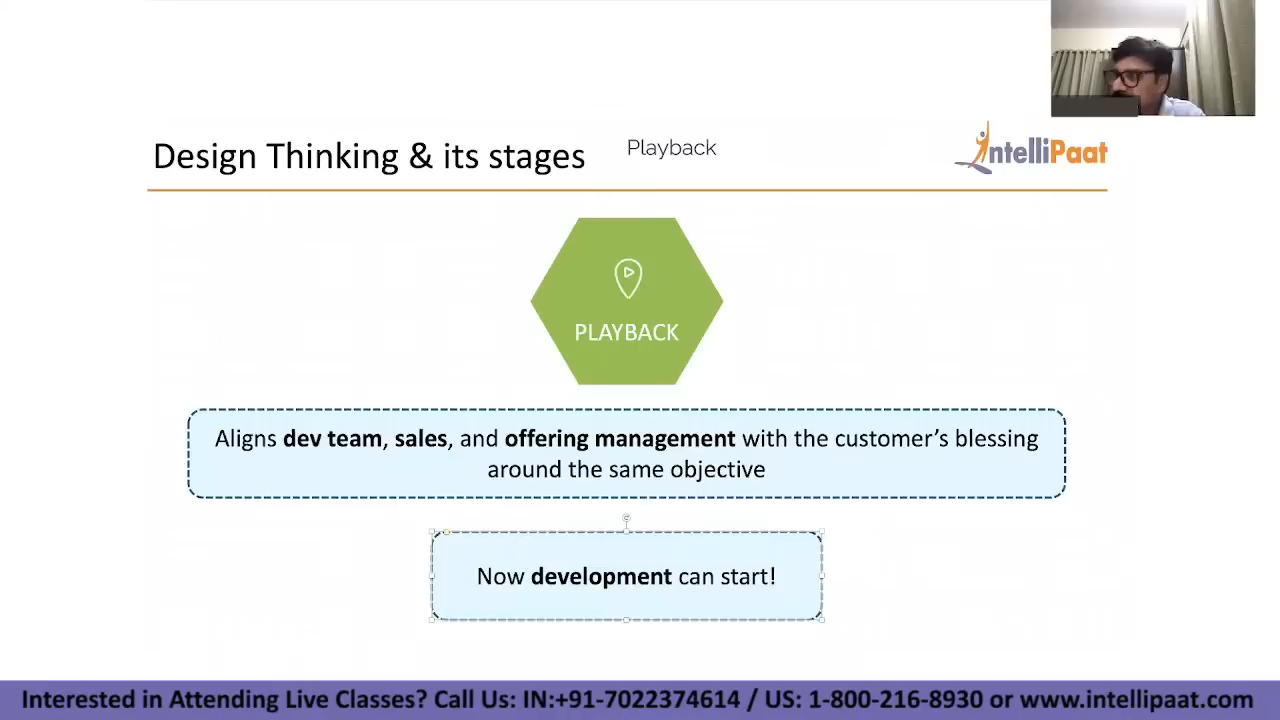 Design Thinking & its stages
Playback
IntelliPaat
PLAYBACK
Aligns dev team, sales, and offering management with the customer’s blessing
around the same objective
Now development can start!
Interested in Attending Live Classes? Call Us: IN:+91-7022374614 / US: 1-800-216-8930 or www.intellipaat.com